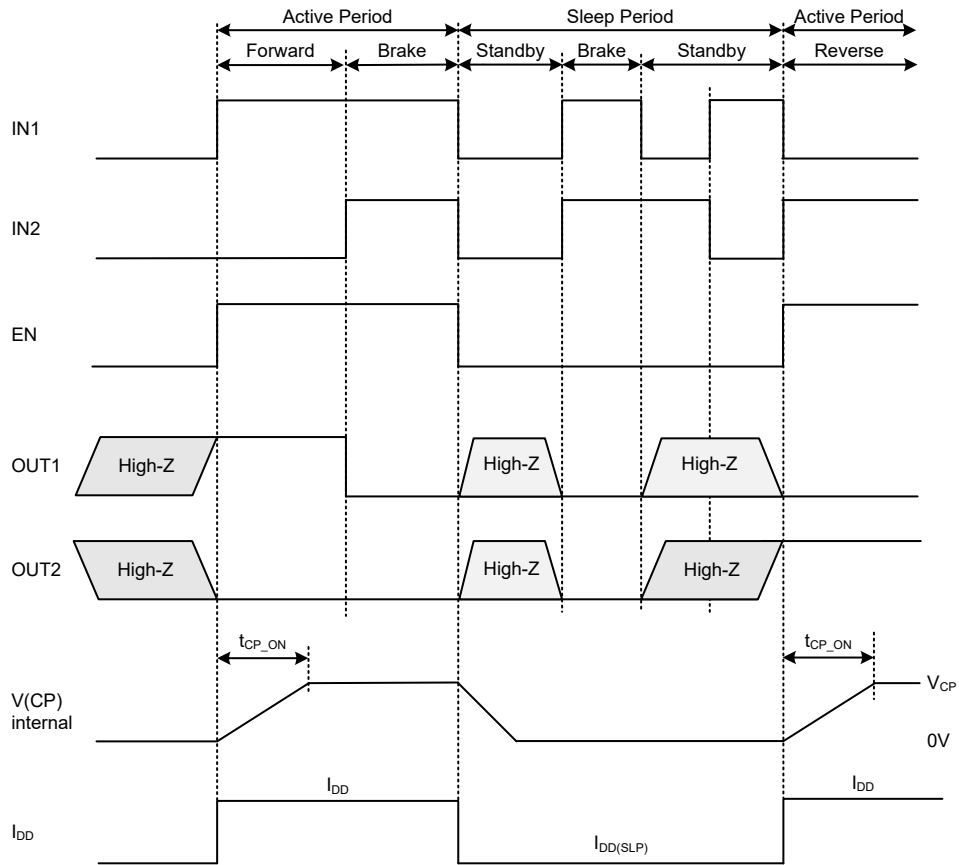 Active Period Sleep Period Active Period
Forward Brake Standby Brake Standby Reverse
IN1
IN2
EN
OUT1 High-Z High-Z High-Z
OUT2 High-Z High-Z High-Z
tCP_ON tCP_ON
V(CP)
internal
VCP
0V
IDD IDD
IDD
IDD(SLP)